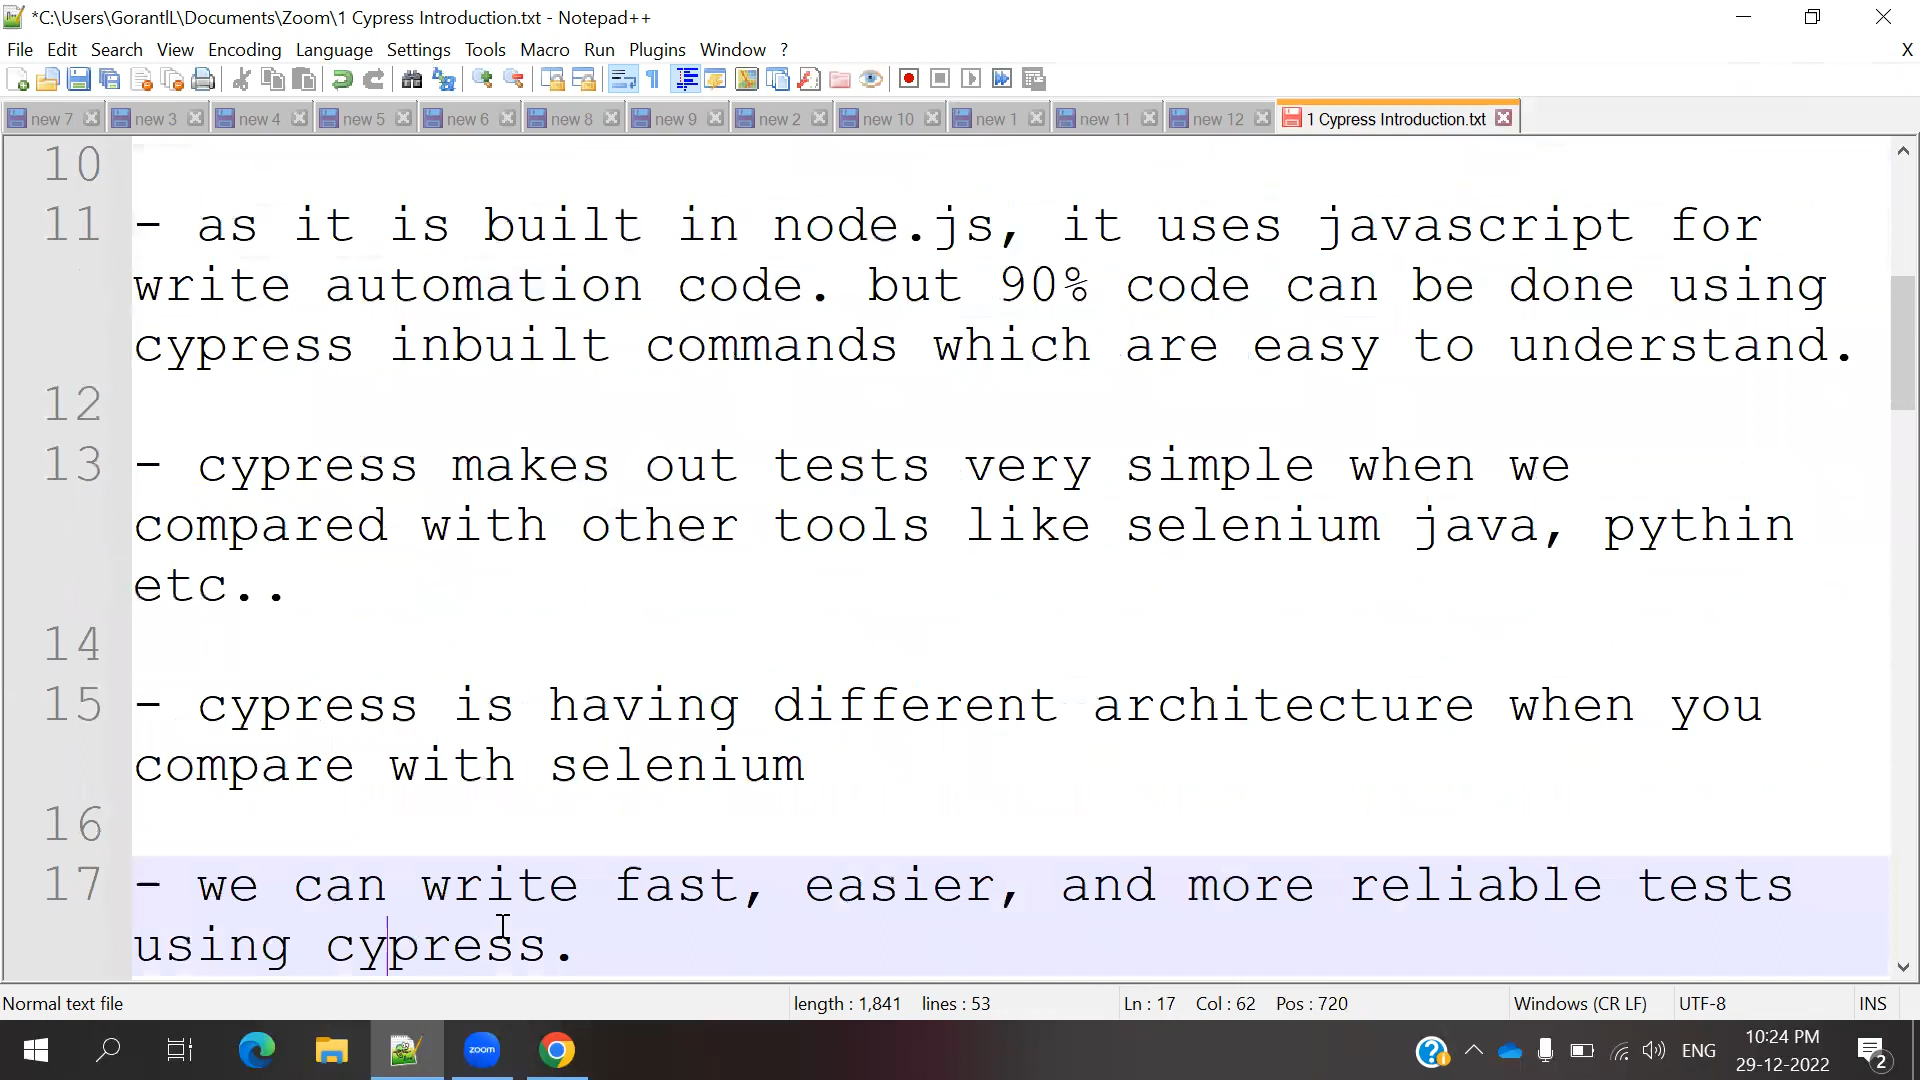 *C:\Users\GorantlL\Documents\Zoom\1 Cypress Introduction.txt - Notepad++
File Edit Search View Encoding Language Settings Tools Macro Run Plugins Window ? X
new 7 new 3 new 4 new 5 new 6 new 8 new 9 new 2 new 10 new 1 new 11 new 12 1 Cypress Introduction.txt
10
11 - as it is built in node.js, it uses javascript for
write automation code. but 90% code can be done using
cypress inbuilt commands which are easy to understand.
12
13 - cypress makes out tests very simple when we
compared with other tools like selenium java, pythin
etc..
14
15 - cypress is having different architecture when you
compare with selenium
16
17 - we can write fast, easier, and more reliable tests
using cypress.
Normal text file length : 1,841 lines : 53 Ln : 17 Col : 62 Pos : 720 Windows (CR LF) UTF-8 INS
zoom ENG 10:24 PM
29-12-2022 2